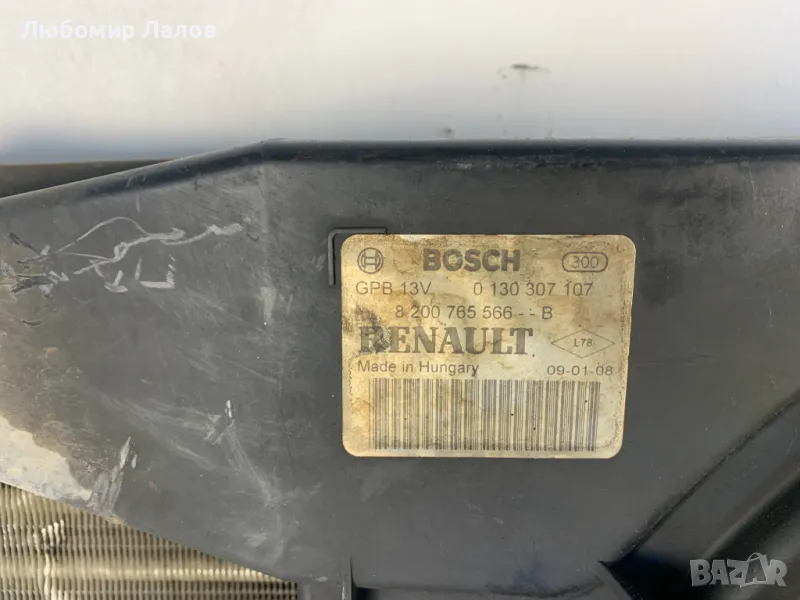 Любомир Лалов
BOSCH 300
GPB 13V 0 130 307 107
8 200 765 566 - - B
RENAULT L78
Made in Hungary 09-01-08
BAZAR